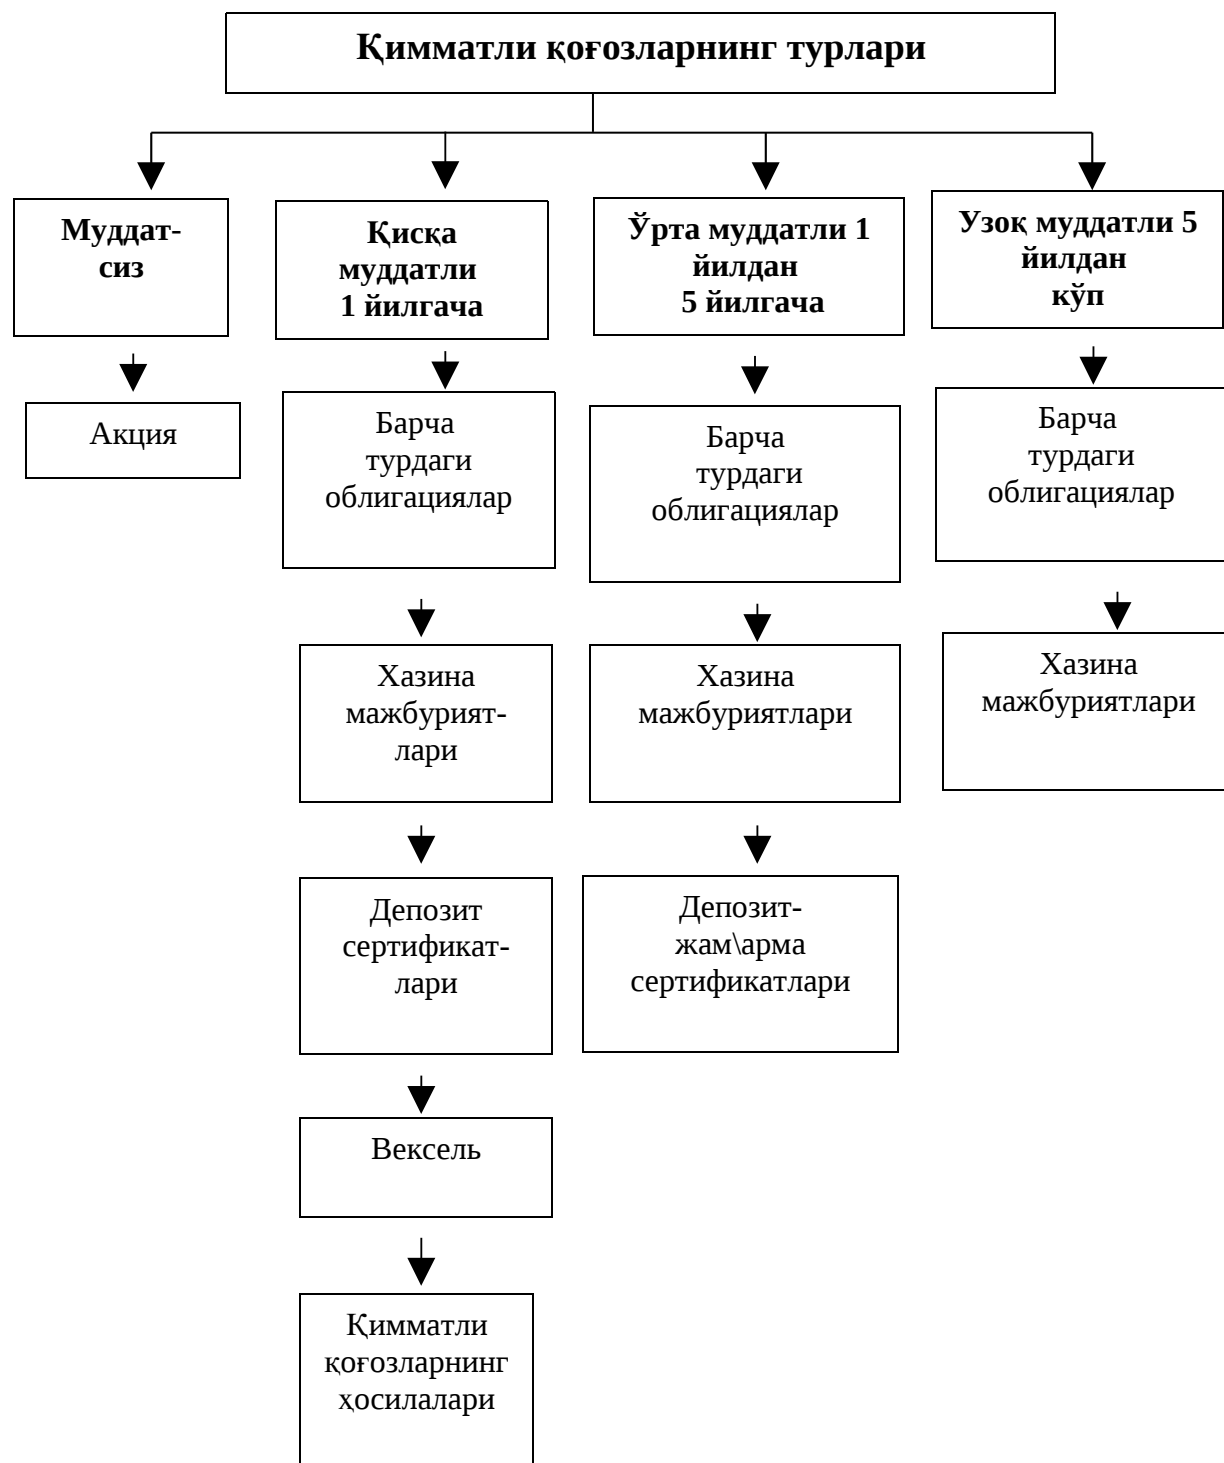 Қимматли қоғозларнинг турлари
Муддат-
сиз
Қисқа
муддатли
1 йилгача
Ўрта муддатли 1
йилдан
5 йилгача
Узоқ муддатли 5
йилдан
кўп
Акция
Барча
турдаги
облигациялар
Барча
турдаги
облигациялар
Барча
турдаги
облигациялар
Хазина
мажбурият-
лари
Хазина
мажбуриятлари
Хазина
мажбуриятлари
Депозит
сертификат-
лари
Депозит-
жам\арма
сертификатлари
Вексель
Қимматли
қоғозларнинг
ҳосилалари